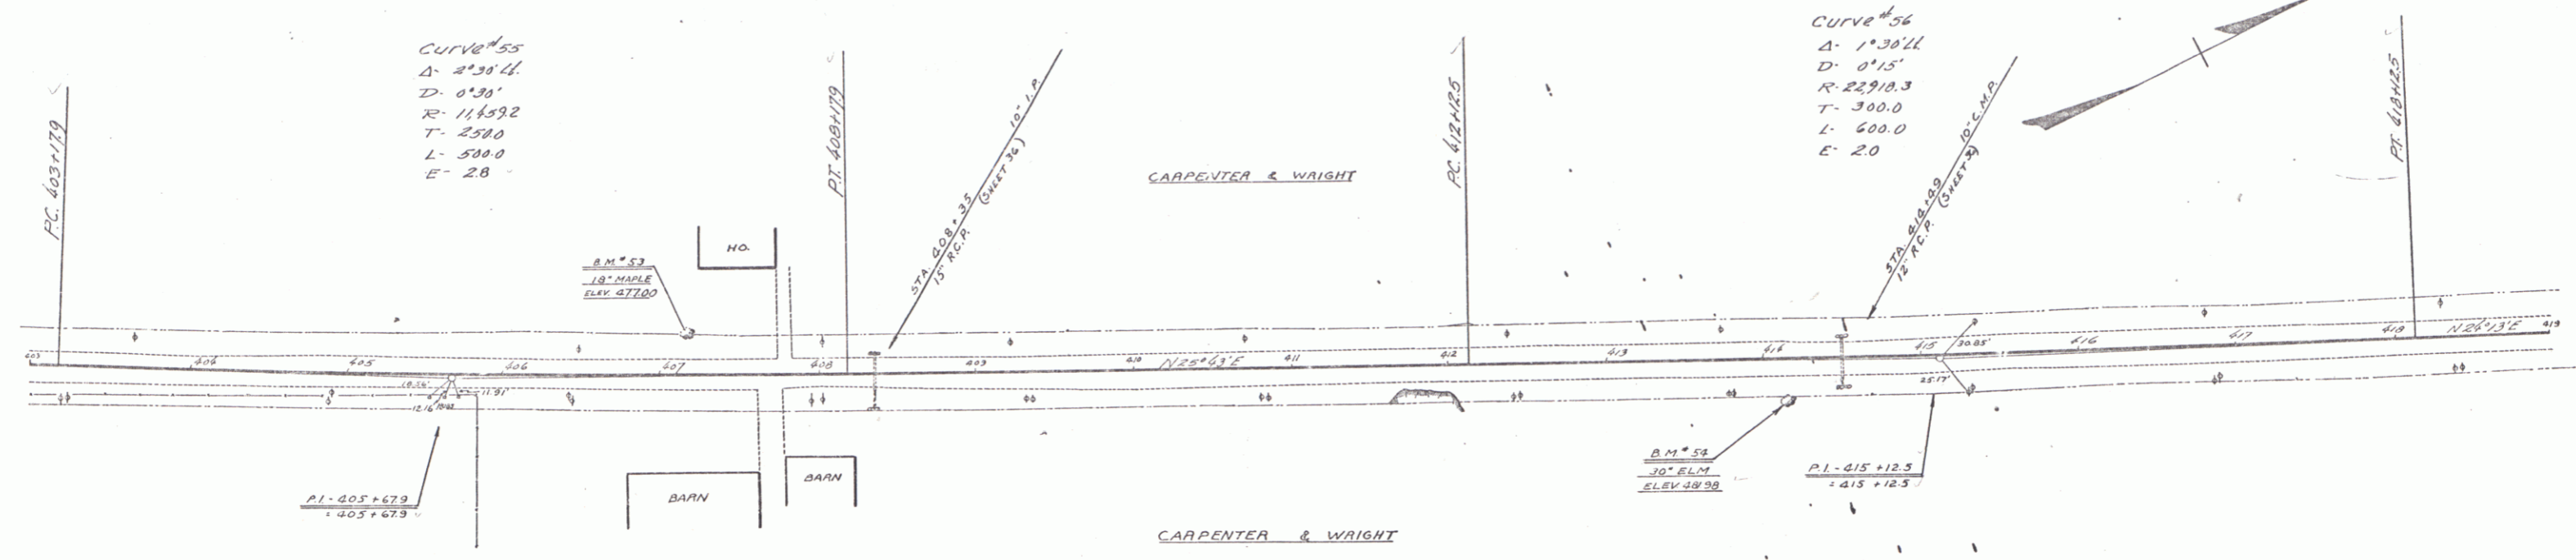 Curve #55
Δ- 2°30' Lt.
D- 0°30'
R- 11,459.2
T- 250.0
L- 500.0
E- 2.8
Curve #56
Δ- 1°30' Lt.
D- 0°15'
R- 22,918.3
T- 300.0
L- 600.0
E- 2.0
P.C. 403+17.9
P.T. 408+17.9
STA. 408+35 10" I.P.
15" R.C.P. (SHEET 36)
CARPENTER & WRIGHT
P.C. 412+12.5
STA. 414+49 10" C.M.P.
12" R.C.P. (SHEET 36)
P.T. 418+12.5
HO.
B.M. #53
18" MAPLE
ELEV. 477.00
403 404 405 406 407 408 409 410 N25°43'E 411 412 413 414 415 416 417 418 N24°13'E 419
30.85'
25.17'
11.91'
12.16'
P.I. - 405+67.9
= 405+67.9
BARN
BARN
B.M. #54
30" ELM
ELEV. 481.98
P.I. - 415+12.5
= 415+12.5
CARPENTER & WRIGHT